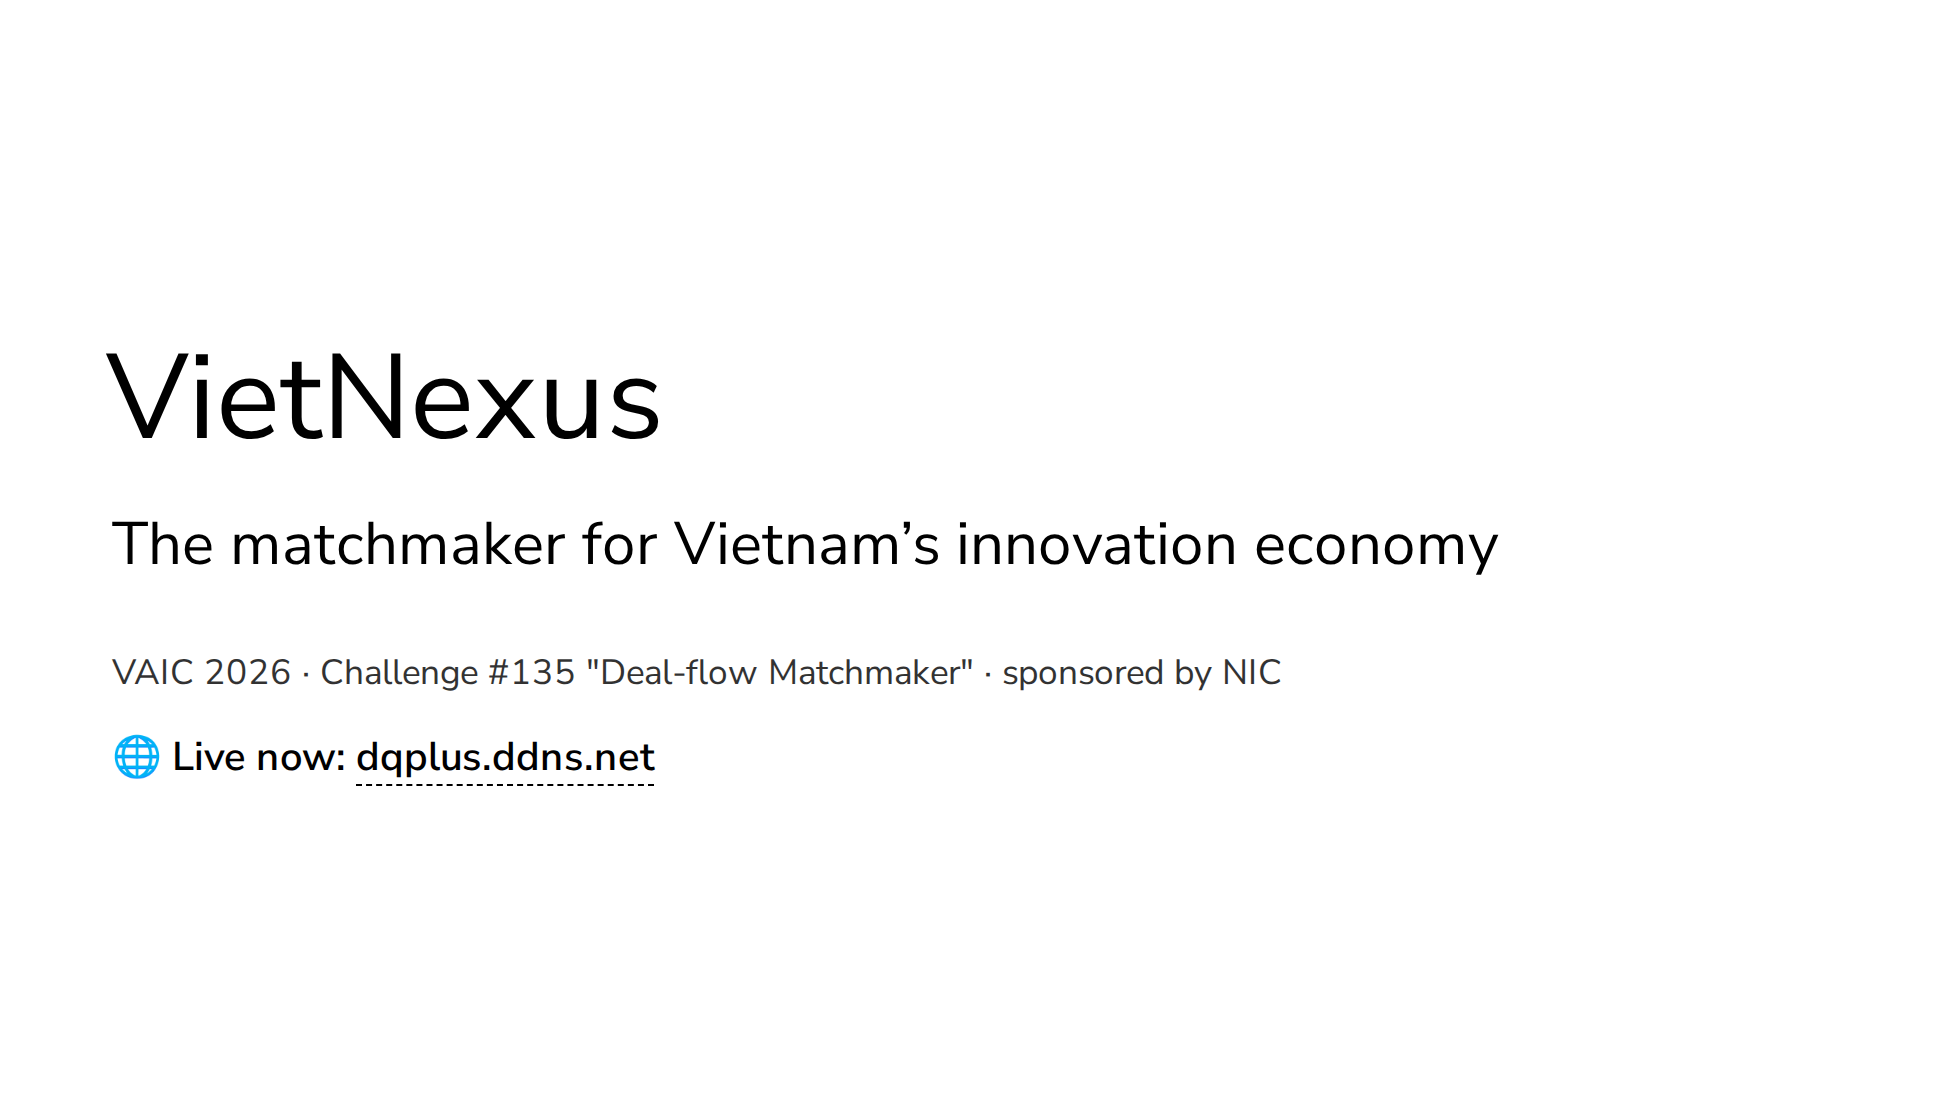 VietNexus
The matchmaker for Vietnam’s innovation economy
VAIC 2026 · Challenge #135 "Deal-flow Matchmaker" · sponsored by NIC
🌐 Live now: dqplus.ddns.net